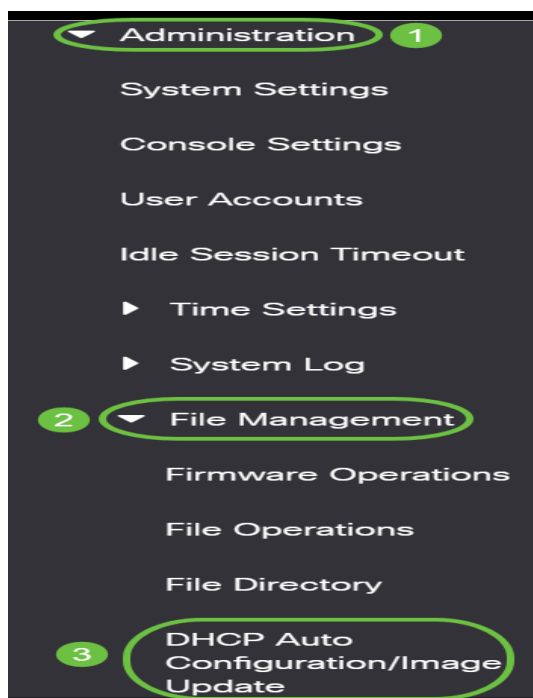 Administration 1
System Settings
Console Settings
User Accounts
Idle Session Timeout
Time Settings
System Log
2 File Management
Firmware Operations
File Operations
File Directory
3 DHCP Auto
Configuration/Image
Update